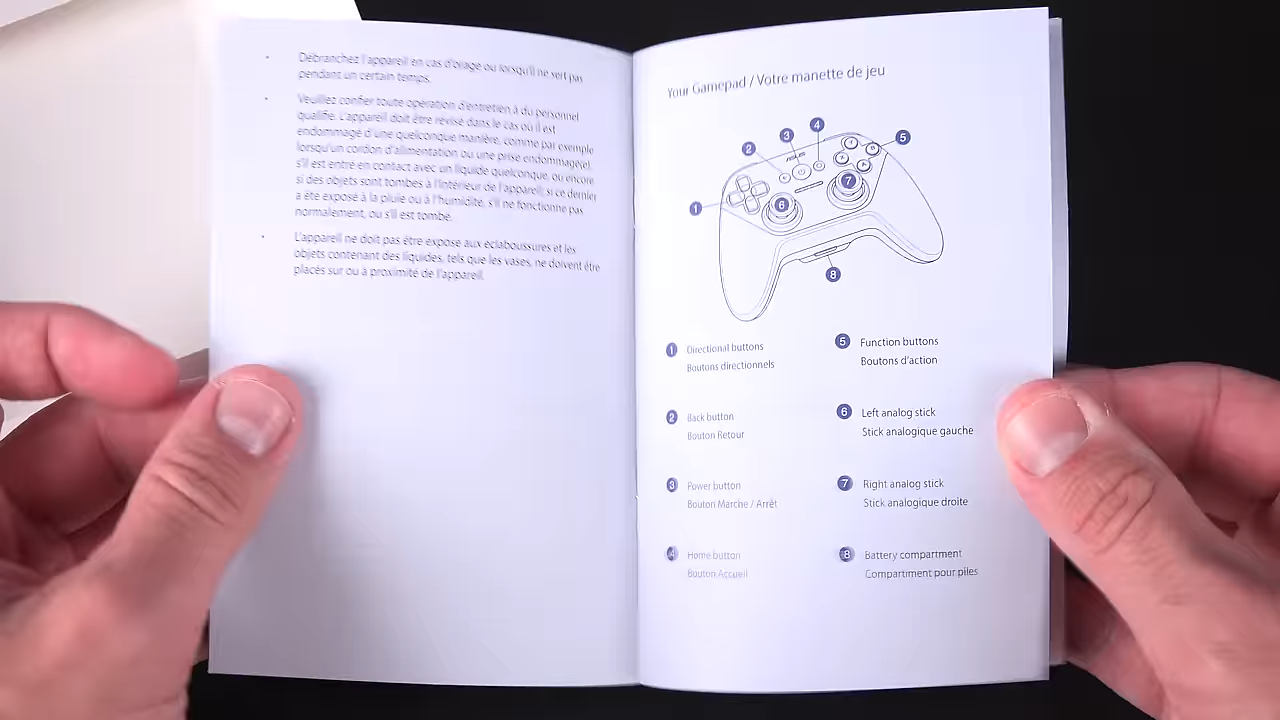 • Débranchez l'appareil en cas d'orage ou lorsqu'il ne sert pas
pendant un certain temps.
• Veuillez confier toute operation d'entretien à du personnel
qualifié. L'appareil doit être revisé dans le cas où il est
endommagé d'une quelconque manière, comme par exemple
lorsqu'un cordon d'alimentation ou une prise endommagé(e),
s'il est entré en contact avec un liquide quelconque, ou encore
si des objets sont tombés à l'intérieur de l'appareil; si ce dernier
a été exposé à la pluie ou à l'humidité, s'il ne fonctionne pas
normalement, ou s'il est tombé.
• L'appareil ne doit pas être exposé aux éclaboussures et les
objets contenant des liquides, tels que les vases, ne doivent être
placés sur ou à proximité de l'appareil.
Your Gamepad / Votre manette de jeu
1
2
3
4
5
6
7
8
ASUS
Y
B
X
A
1 Directional buttons
Boutons directionnels
2 Back button
Bouton Retour
3 Power button
Bouton Marche / Arrêt
4 Home button
Bouton Accueil
5 Function buttons
Boutons d'action
6 Left analog stick
Stick analogique gauche
7 Right analog stick
Stick analogique droite
8 Battery compartment
Compartiment pour piles